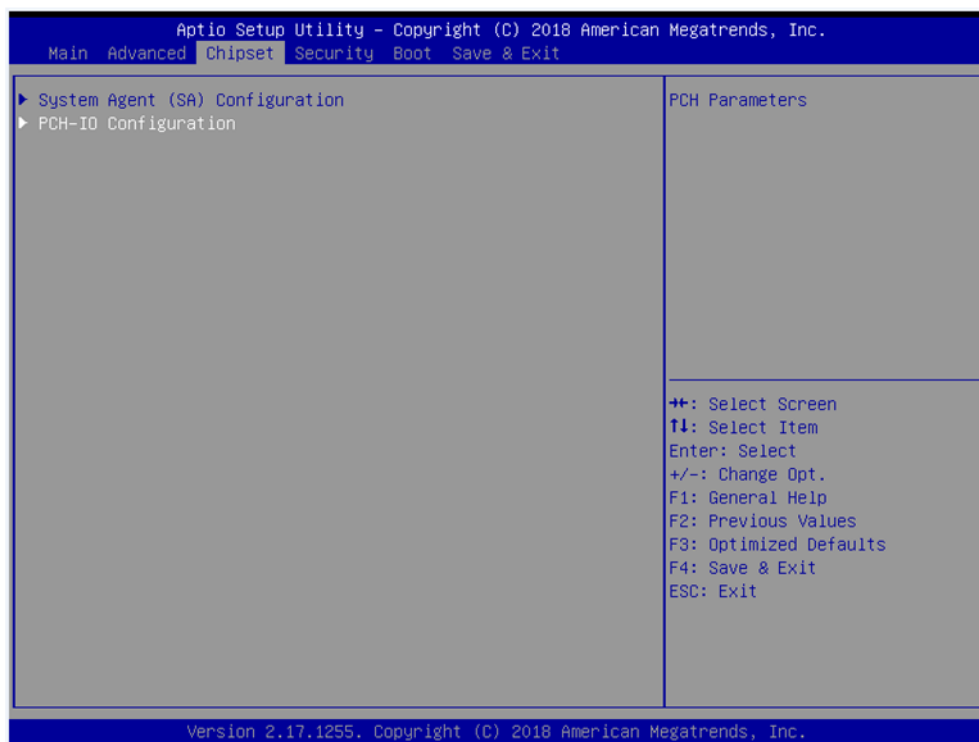 Aptio Setup Utility – Copyright (C) 2018 American Megatrends, Inc.
Main Advanced Chipset Security Boot Save & Exit
System Agent (SA) Configuration
PCH-IO Configuration
PCH Parameters
→←: Select Screen
↑↓: Select Item
Enter: Select
+/-: Change Opt.
F1: General Help
F2: Previous Values
F3: Optimized Defaults
F4: Save & Exit
ESC: Exit
Version 2.17.1255. Copyright (C) 2018 American Megatrends, Inc.